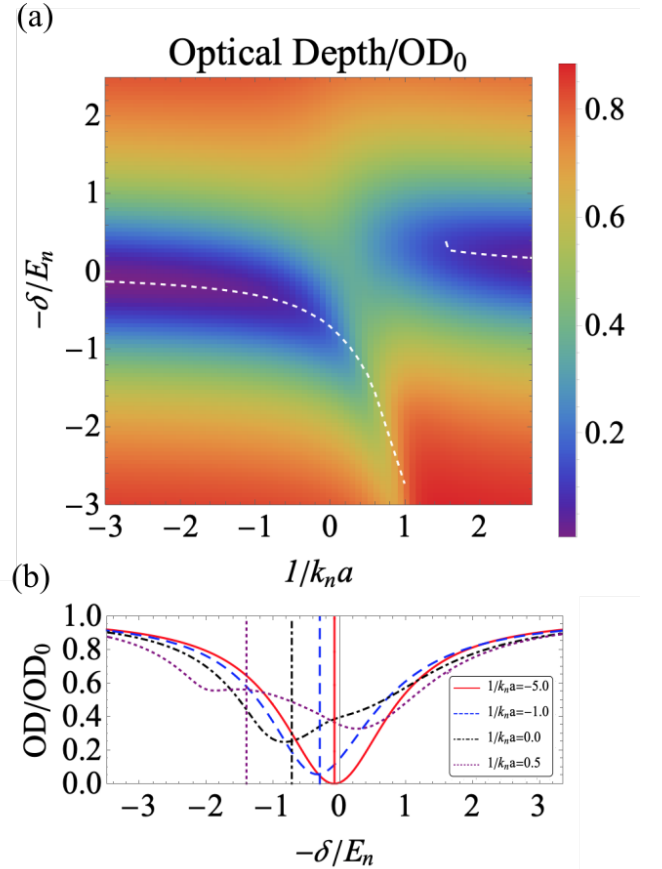 (a)
Optical Depth/OD₀
2
1
0
−1
−2
−3
−δ/Eₙ
−3 −2 −1 0 1 2
1/kₙa
0.8
0.6
0.4
0.2
(b)
1.0
0.8
0.6
0.4
0.2
0.0
OD/OD₀
1/kₙa=−5.0
1/kₙa=−1.0
1/kₙa=0.0
1/kₙa=0.5
−3 −2 −1 0 1 2 3
−δ/Eₙ